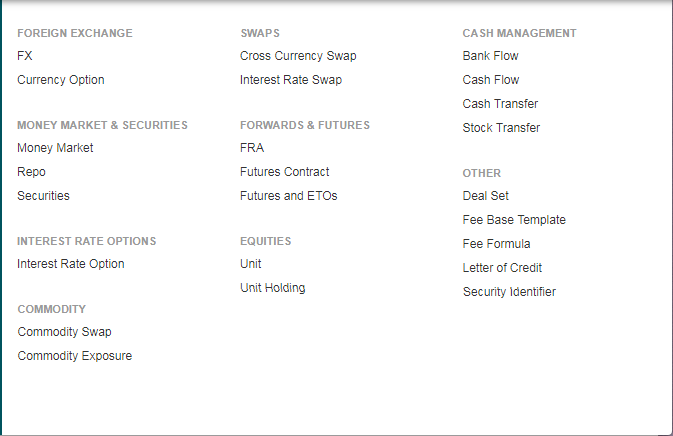 FOREIGN EXCHANGE
FX
Currency Option
MONEY MARKET & SECURITIES
Money Market
Repo
Securities
INTEREST RATE OPTIONS
Interest Rate Option
COMMODITY
Commodity Swap
Commodity Exposure
SWAPS
Cross Currency Swap
Interest Rate Swap
FORWARDS & FUTURES
FRA
Futures Contract
Futures and ETOs
EQUITIES
Unit
Unit Holding
CASH MANAGEMENT
Bank Flow
Cash Flow
Cash Transfer
Stock Transfer
OTHER
Deal Set
Fee Base Template
Fee Formula
Letter of Credit
Security Identifier